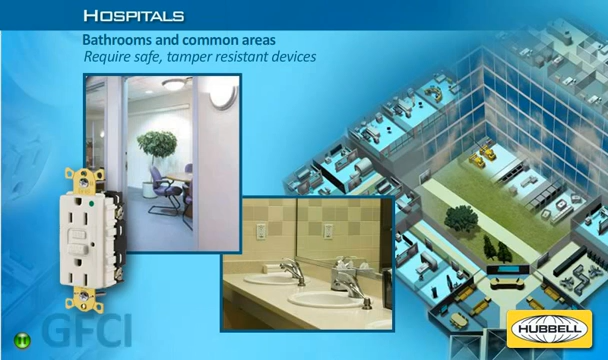 HOSPITALS
Bathrooms and common areas
Require safe, tamper resistant devices
GFCI
HUBBELL